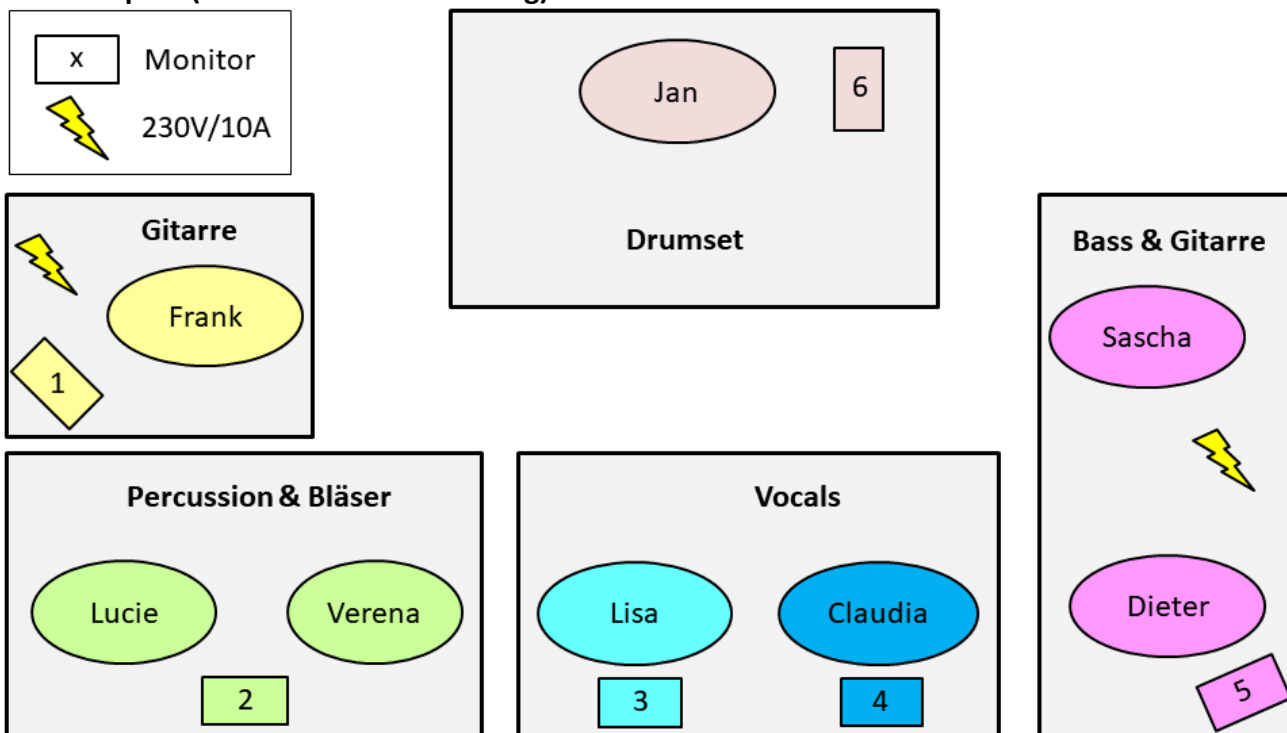 x Monitor
230V/10A
Jan
6
Drumset
Gitarre
Frank
1
Bass & Gitarre
Sascha
Dieter
5
Percussion & Bläser
Lucie
Verena
2
Vocals
Lisa
Claudia
3
4